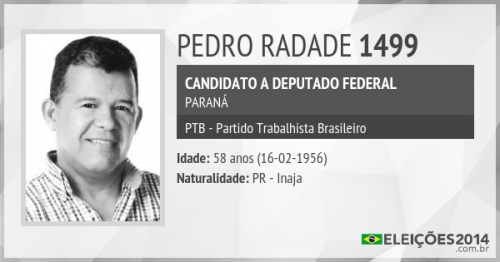 PEDRO RADADE 1499
CANDIDATO A DEPUTADO FEDERAL
PARANÁ
PTB - Partido Trabalhista Brasileiro
Idade: 58 anos (16-02-1956)
Naturalidade: PR - Inaja
ELEIÇÕES2014
.com.br